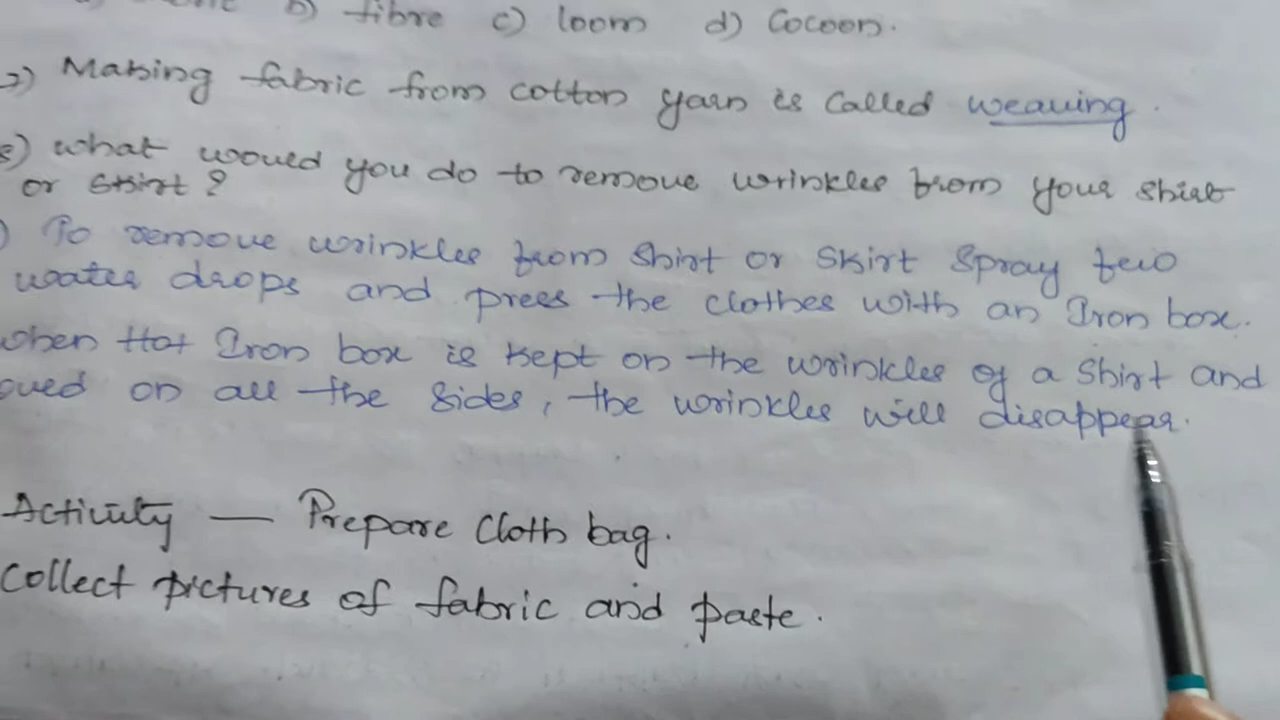 b) fibre c) loom d) Cocoon.
2) Making fabric from cotton yarn is called weaving.
8) what would you do to remove wrinkles from your shirt
or skirt?
) To remove wrinkles from shirt or skirt spray few
water drops and press the clothes with an Iron box.
when Hot Iron box is kept on the wrinkles of a shirt and
oved on all the sides, the wrinkles will disappear.
Activity — Prepare cloth bag.
collect pictures of fabric and paste.